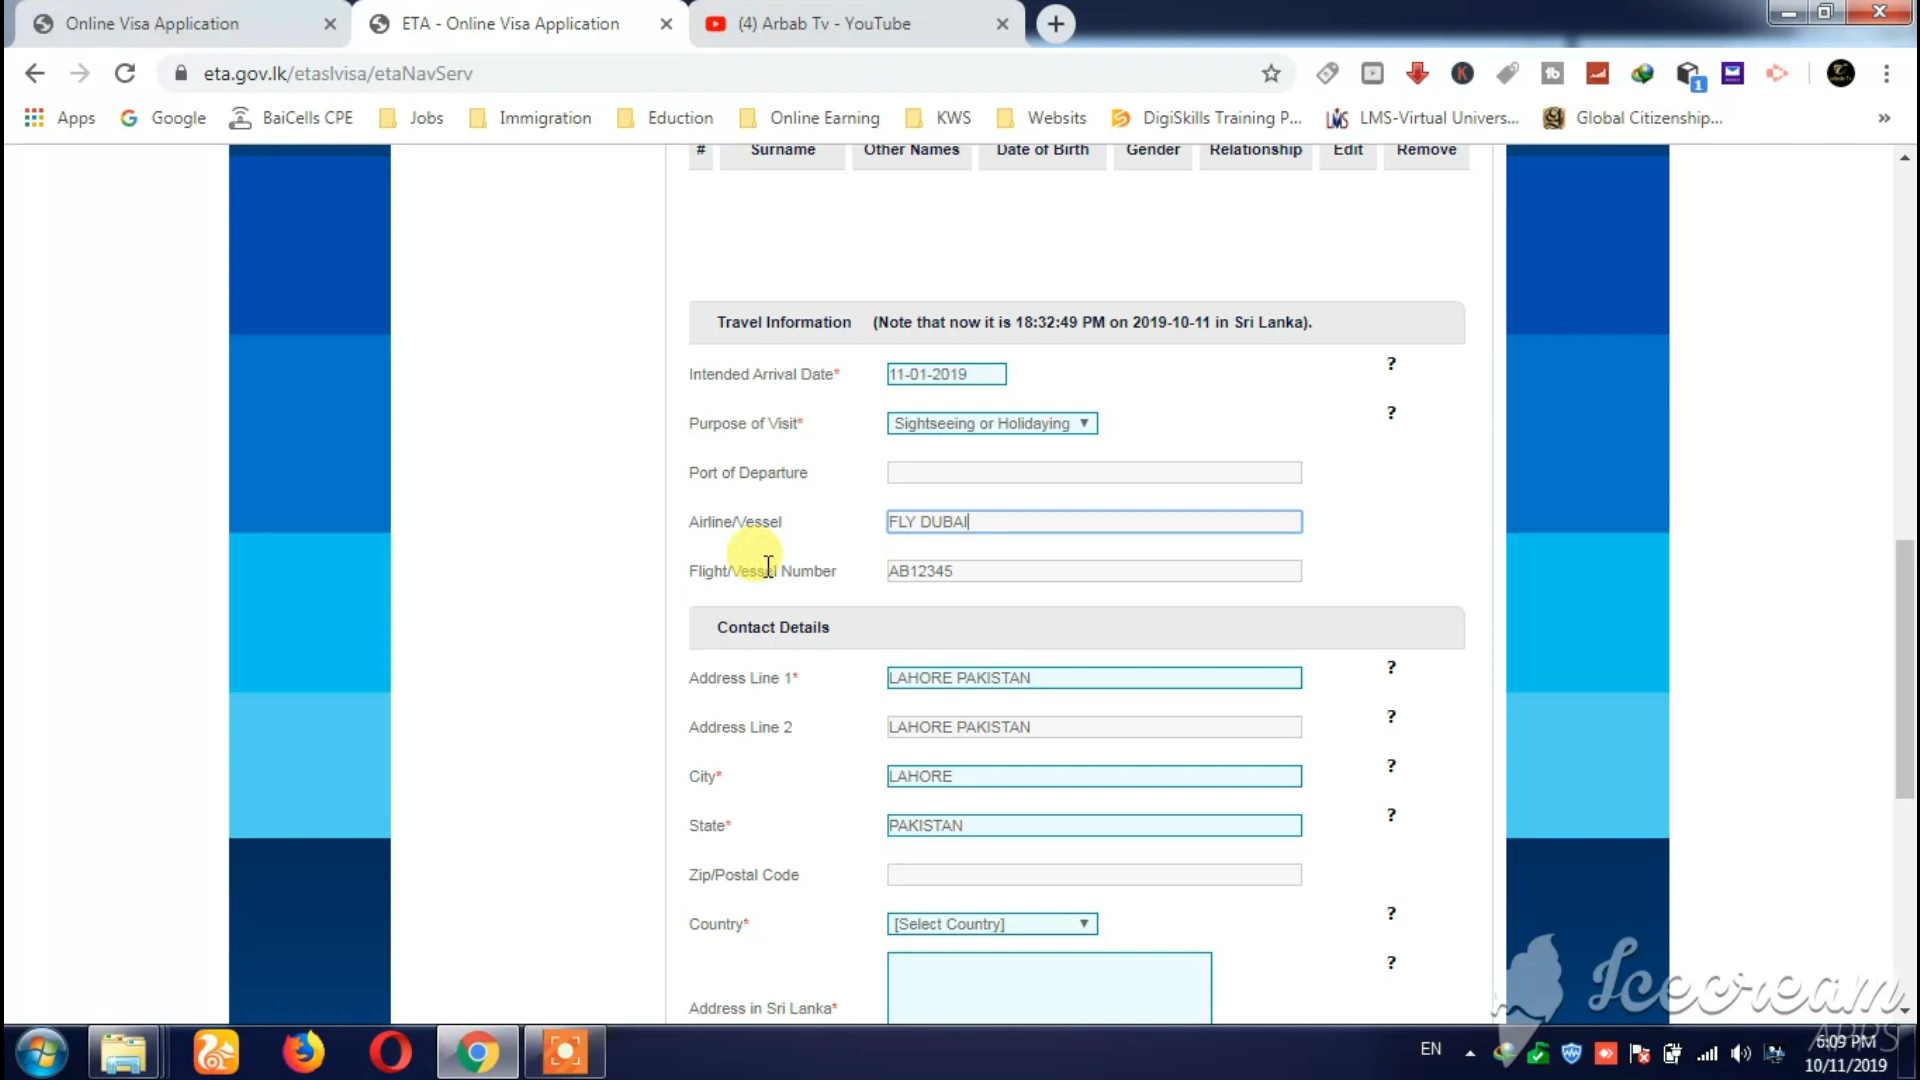 Online Visa Application
ETA - Online Visa Application
(4) Arbab Tv - YouTube
eta.gov.lk/etaslvisa/etaNavServ
Apps
Google
BaiCells CPE
Jobs
Immigration
Eduction
Online Earning
KWS
Website
DigiSkills Training P...
LMS-Virtual Univers...
Global Citizenship...
# Surname Other Names Date of Birth Gender Relationship Edit Remove
Travel Information (Note that now it is 18:32:49 PM on 2019-10-11 in Sri Lanka).
Intended Arrival Date* 11-01-2019 ?
Purpose of Visit* Sightseeing or Holidaying ?
Port of Departure
Airline/Vessel FLY DUBAI
Flight/Vessel Number AB12345
Contact Details
Address Line 1* LAHORE PAKISTAN ?
Address Line 2 LAHORE PAKISTAN ?
City* LAHORE ?
State* PAKISTAN ?
Zip/Postal Code
Country* [Select Country] ?
Address in Sri Lanka* ?
Icecream
APPS
EN
6:09 PM
10/11/2019